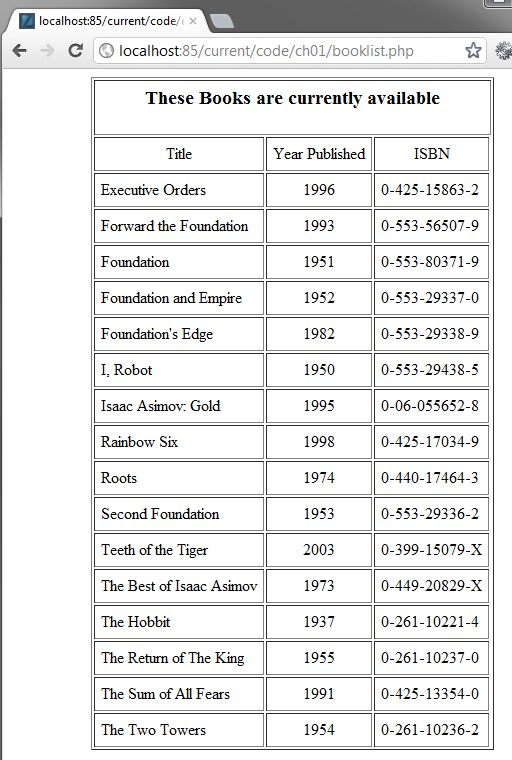 localhost:85/current/code/c
localhost:85/current/code/ch01/booklist.php
These Books are currently available
Title Year Published ISBN
Executive Orders 1996 0-425-15863-2
Forward the Foundation 1993 0-553-56507-9
Foundation 1951 0-553-80371-9
Foundation and Empire 1952 0-553-29337-0
Foundation's Edge 1982 0-553-29338-9
I, Robot 1950 0-553-29438-5
Isaac Asimov: Gold 1995 0-06-055652-8
Rainbow Six 1998 0-425-17034-9
Roots 1974 0-440-17464-3
Second Foundation 1953 0-553-29336-2
Teeth of the Tiger 2003 0-399-15079-X
The Best of Isaac Asimov 1973 0-449-20829-X
The Hobbit 1937 0-261-10221-4
The Return of The King 1955 0-261-10237-0
The Sum of All Fears 1991 0-425-13354-0
The Two Towers 1954 0-261-10236-2